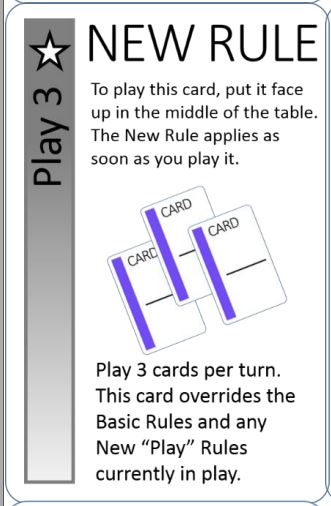 NEW RULE
Play 3
To play this card, put it face
up in the middle of the table.
The New Rule applies as
soon as you play it.
CARD
CARD
CARD
Play 3 cards per turn.
This card overrides the
Basic Rules and any
New “Play” Rules
currently in play.